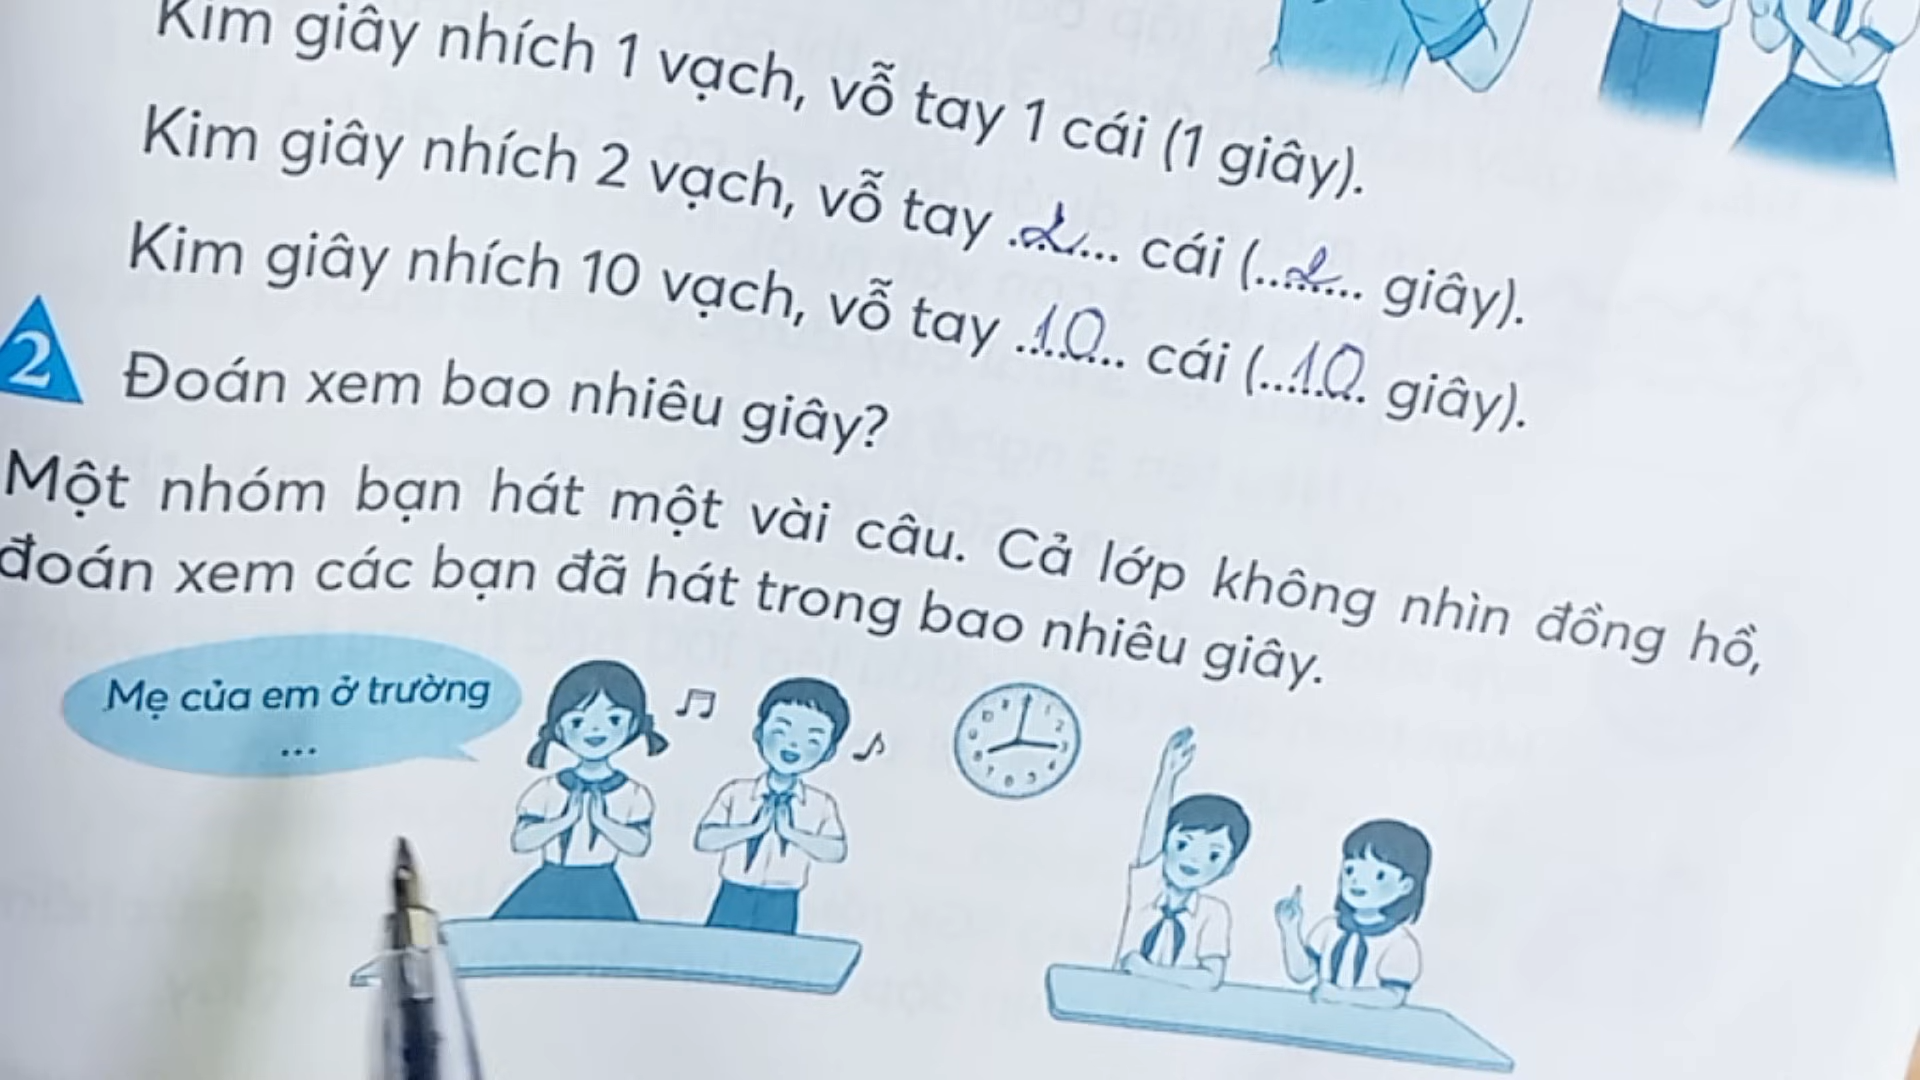 Kim giây nhích 1 vạch, vỗ tay 1 cái (1 giây).
Kim giây nhích 2 vạch, vỗ tay ..2.... cái (...2.... giây).
Kim giây nhích 10 vạch, vỗ tay ..10.... cái (...10... giây).
2 Đoán xem bao nhiêu giây?
Một nhóm bạn hát một vài câu. Cả lớp không nhìn đồng hồ,
đoán xem các bạn đã hát trong bao nhiêu giây.
Mẹ của em ở trường
...